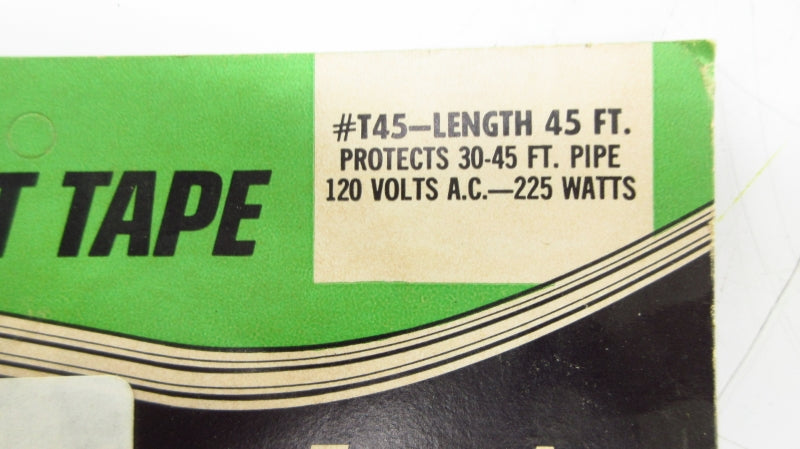 #T45—LENGTH 45 FT.
PROTECTS 30-45 FT. PIPE
120 VOLTS A.C.—225 WATTS
T TAPE